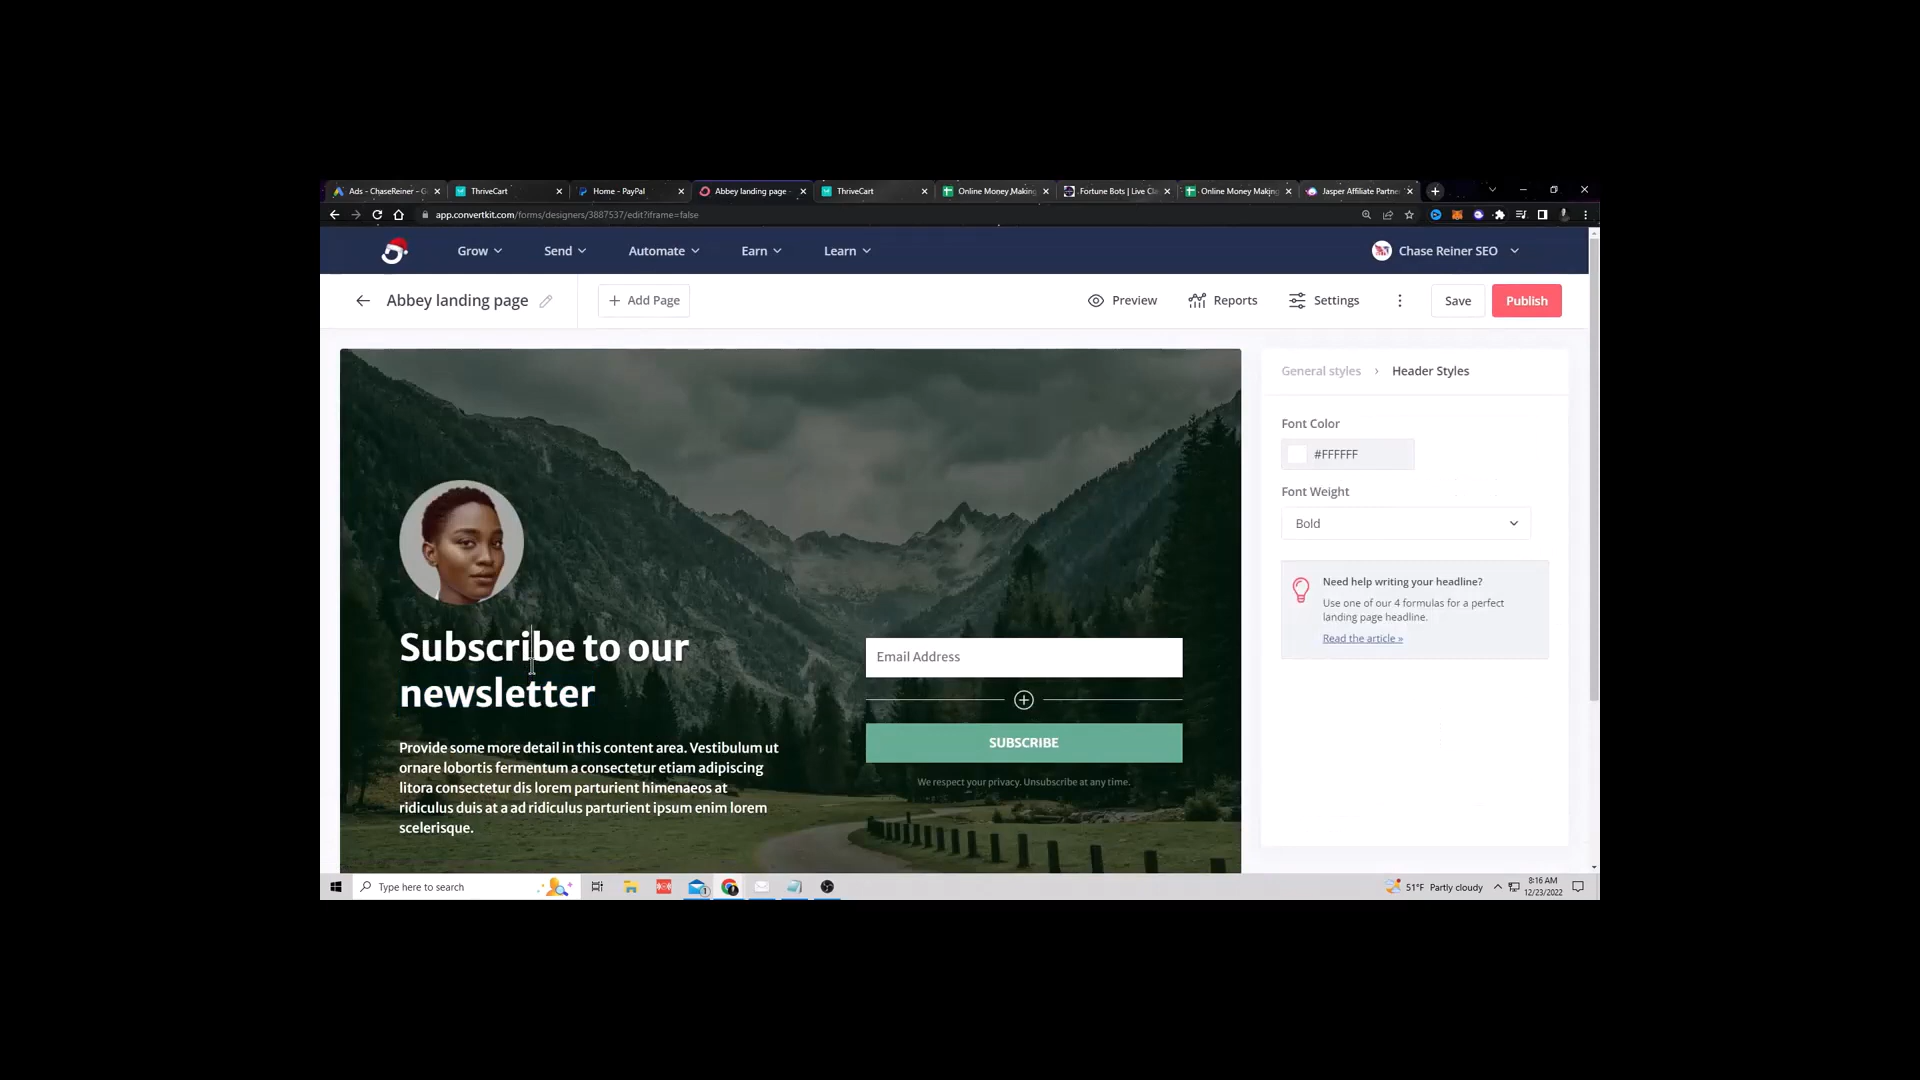 Ads - ChaseReiner - G
ThriveCart
Home - PayPal
Abbey landing page -
ThriveCart
Online Money Making
Fortune Bots | Live Cla
Online Money Making
Jasper Affiliate Partne
app.convertkit.com/forms/designers/3887537/edit?iframe=false
Grow
Send
Automate
Earn
Learn
Chase Reiner SEO
Abbey landing page
Add Page
Preview
Reports
Settings
Save
Publish
General styles
Header Styles
Font Color
#FFFFFF
Font Weight
Bold
Need help writing your headline?
Use one of our 4 formulas for a perfect
landing page headline.
Read the article »
Subscribe to our
newsletter
Provide some more detail in this content area. Vestibulum ut
ornare lobortis fermentum a consectetur etiam adipiscing
litora consectetur dis lorem parturient himenaeos at
ridiculus duis at a ad ridiculus parturient ipsum enim lorem
scelerisque.
Email Address
SUBSCRIBE
We respect your privacy. Unsubscribe at any time.
Type here to search
1
51°F Partly cloudy
8:16 AM
12/23/2022